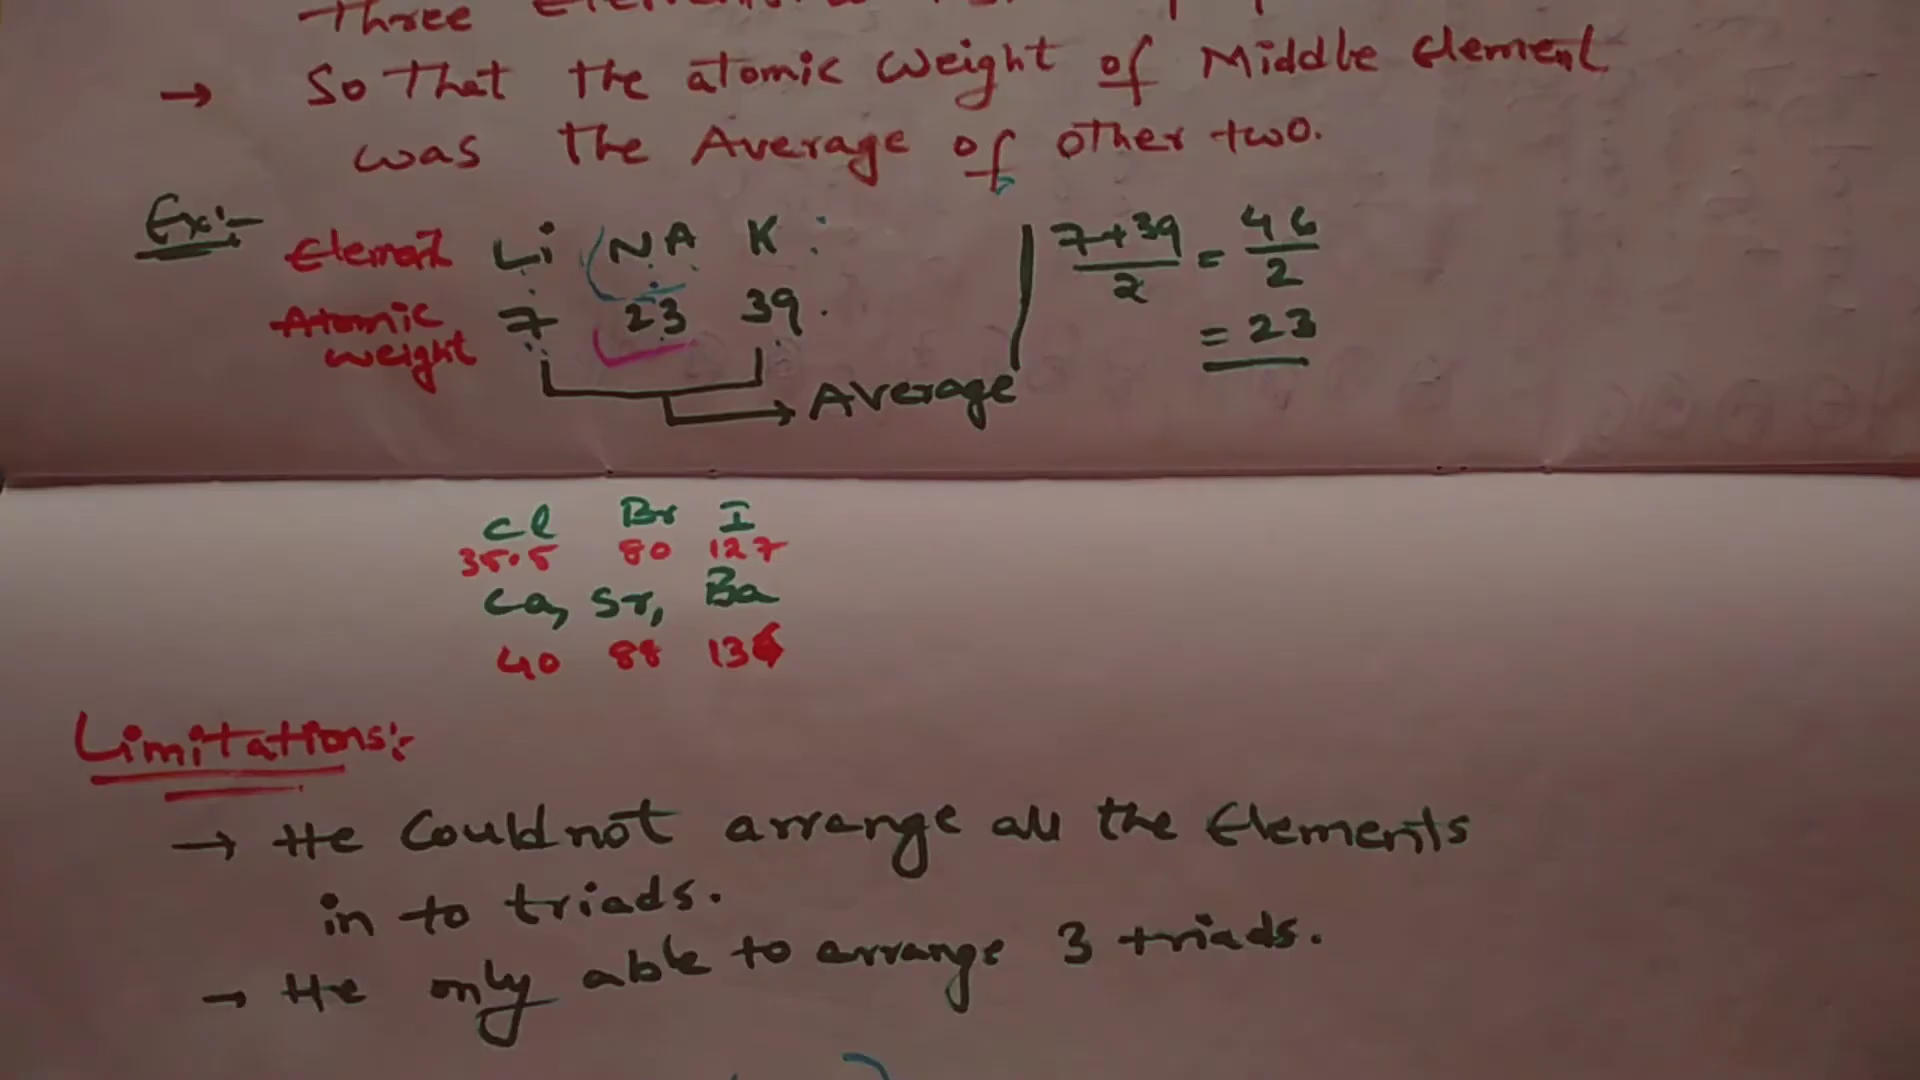 Three
→ So That the atomic weight of Middle Element
was the Average of other two.
Ex:-
Element Li NA K :
Atomic weight 7 23 39 .
Average
7+39/2 = 46/2
= 23
Cl Br I
35.5 80 127
Ca, Sr, Ba
40 88
Limitations:-
→ He Could not arrange all the Elements
in to triads.
→ He only able to arrange 3 triads.